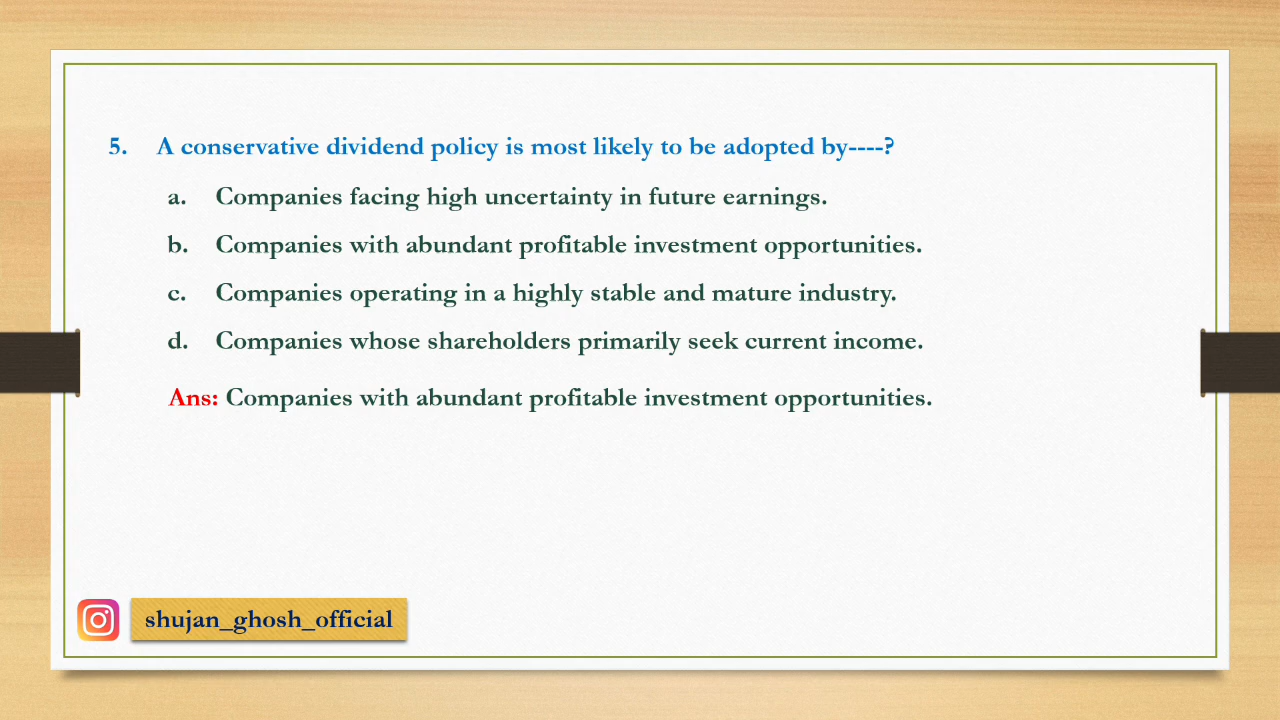 5. A conservative dividend policy is most likely to be adopted by----?
a. Companies facing high uncertainty in future earnings.
b. Companies with abundant profitable investment opportunities.
c. Companies operating in a highly stable and mature industry.
d. Companies whose shareholders primarily seek current income.
Ans: Companies with abundant profitable investment opportunities.
shujan_ghosh_official